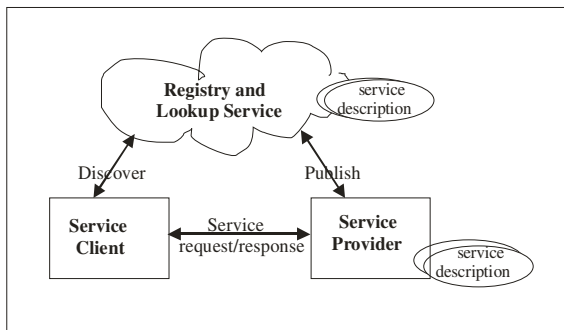 Registry and
Lookup Service
service
description
Discover
Publish
Service
Client
Service
request/response
Service
Provider
service
description